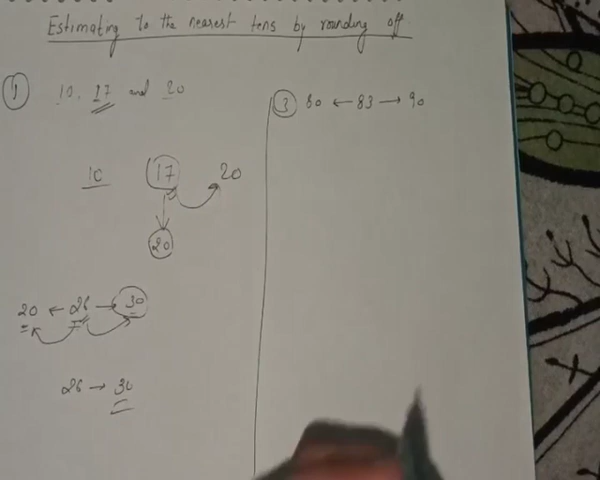 Estimating to the nearest tens by rounding off
1 10, 17 and 20
10 17 20
20
20 ← 26 → 30
26 → 30
3 80 ← 83 → 90